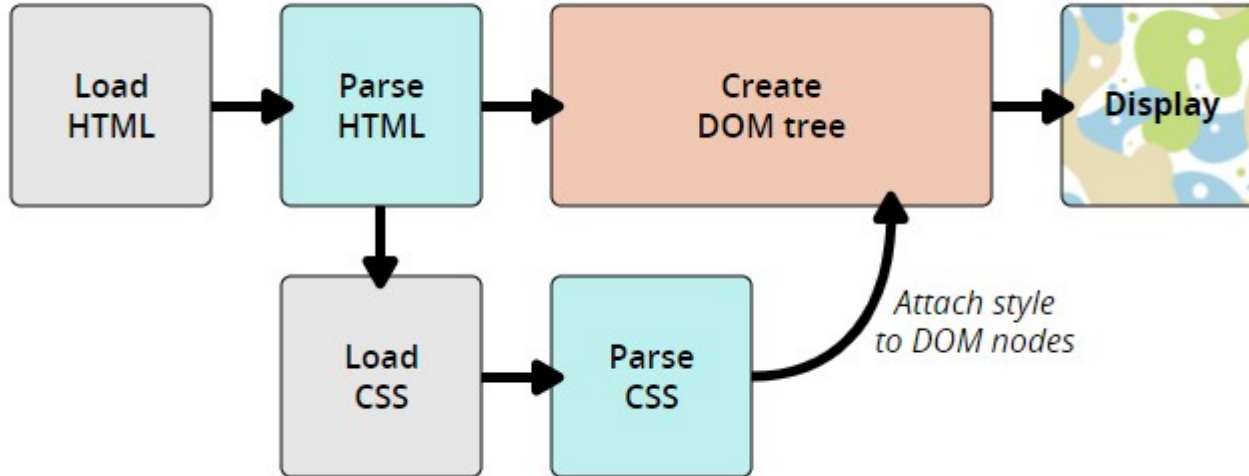 Load
HTML
Parse
HTML
Create
DOM tree
Display
Load
CSS
Parse
CSS
Attach style
to DOM nodes